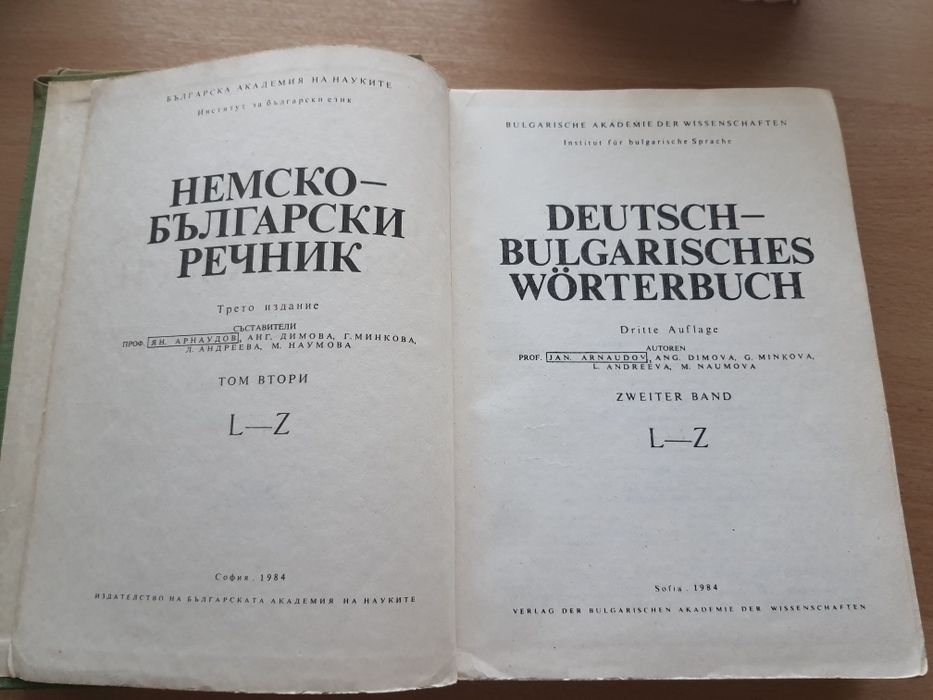 БЪЛГАРСКА АКАДЕМИЯ НА НАУКИТЕ
Институт за български език
НЕМСКО—
БЪЛГАРСКИ
РЕЧНИК
Трето издание
СЪСТАВИТЕЛИ
ПРОФ. ЯН. АРНАУДОВ, АНГ. ДИМОВА, Г. МИНКОВА,
Л. АНДРЕЕВА, М. НАУМОВА
ТОМ ВТОРИ
L—Z
София . 1984
ИЗДАТЕЛСТВО НА БЪЛГАРСКАТА АКАДЕМИЯ НА НАУКИТЕ
BULGARISCHE AKADEMIE DER WISSENSCHAFTEN
Institut für bulgarische Sprache
DEUTSCH—
BULGARISCHES
WÖRTERBUCH
Dritte Auflage
AUTOREN
PROF. JAN. ARNAUDOV, ANG. DIMOVA, G. MINKOVA,
L. ANDREEVA, M. NAUMOVA
ZWEITER BAND
L—Z
Sofia . 1984
VERLAG DER BULGARISCHEN AKADEMIE DER WISSENSCHAFTEN